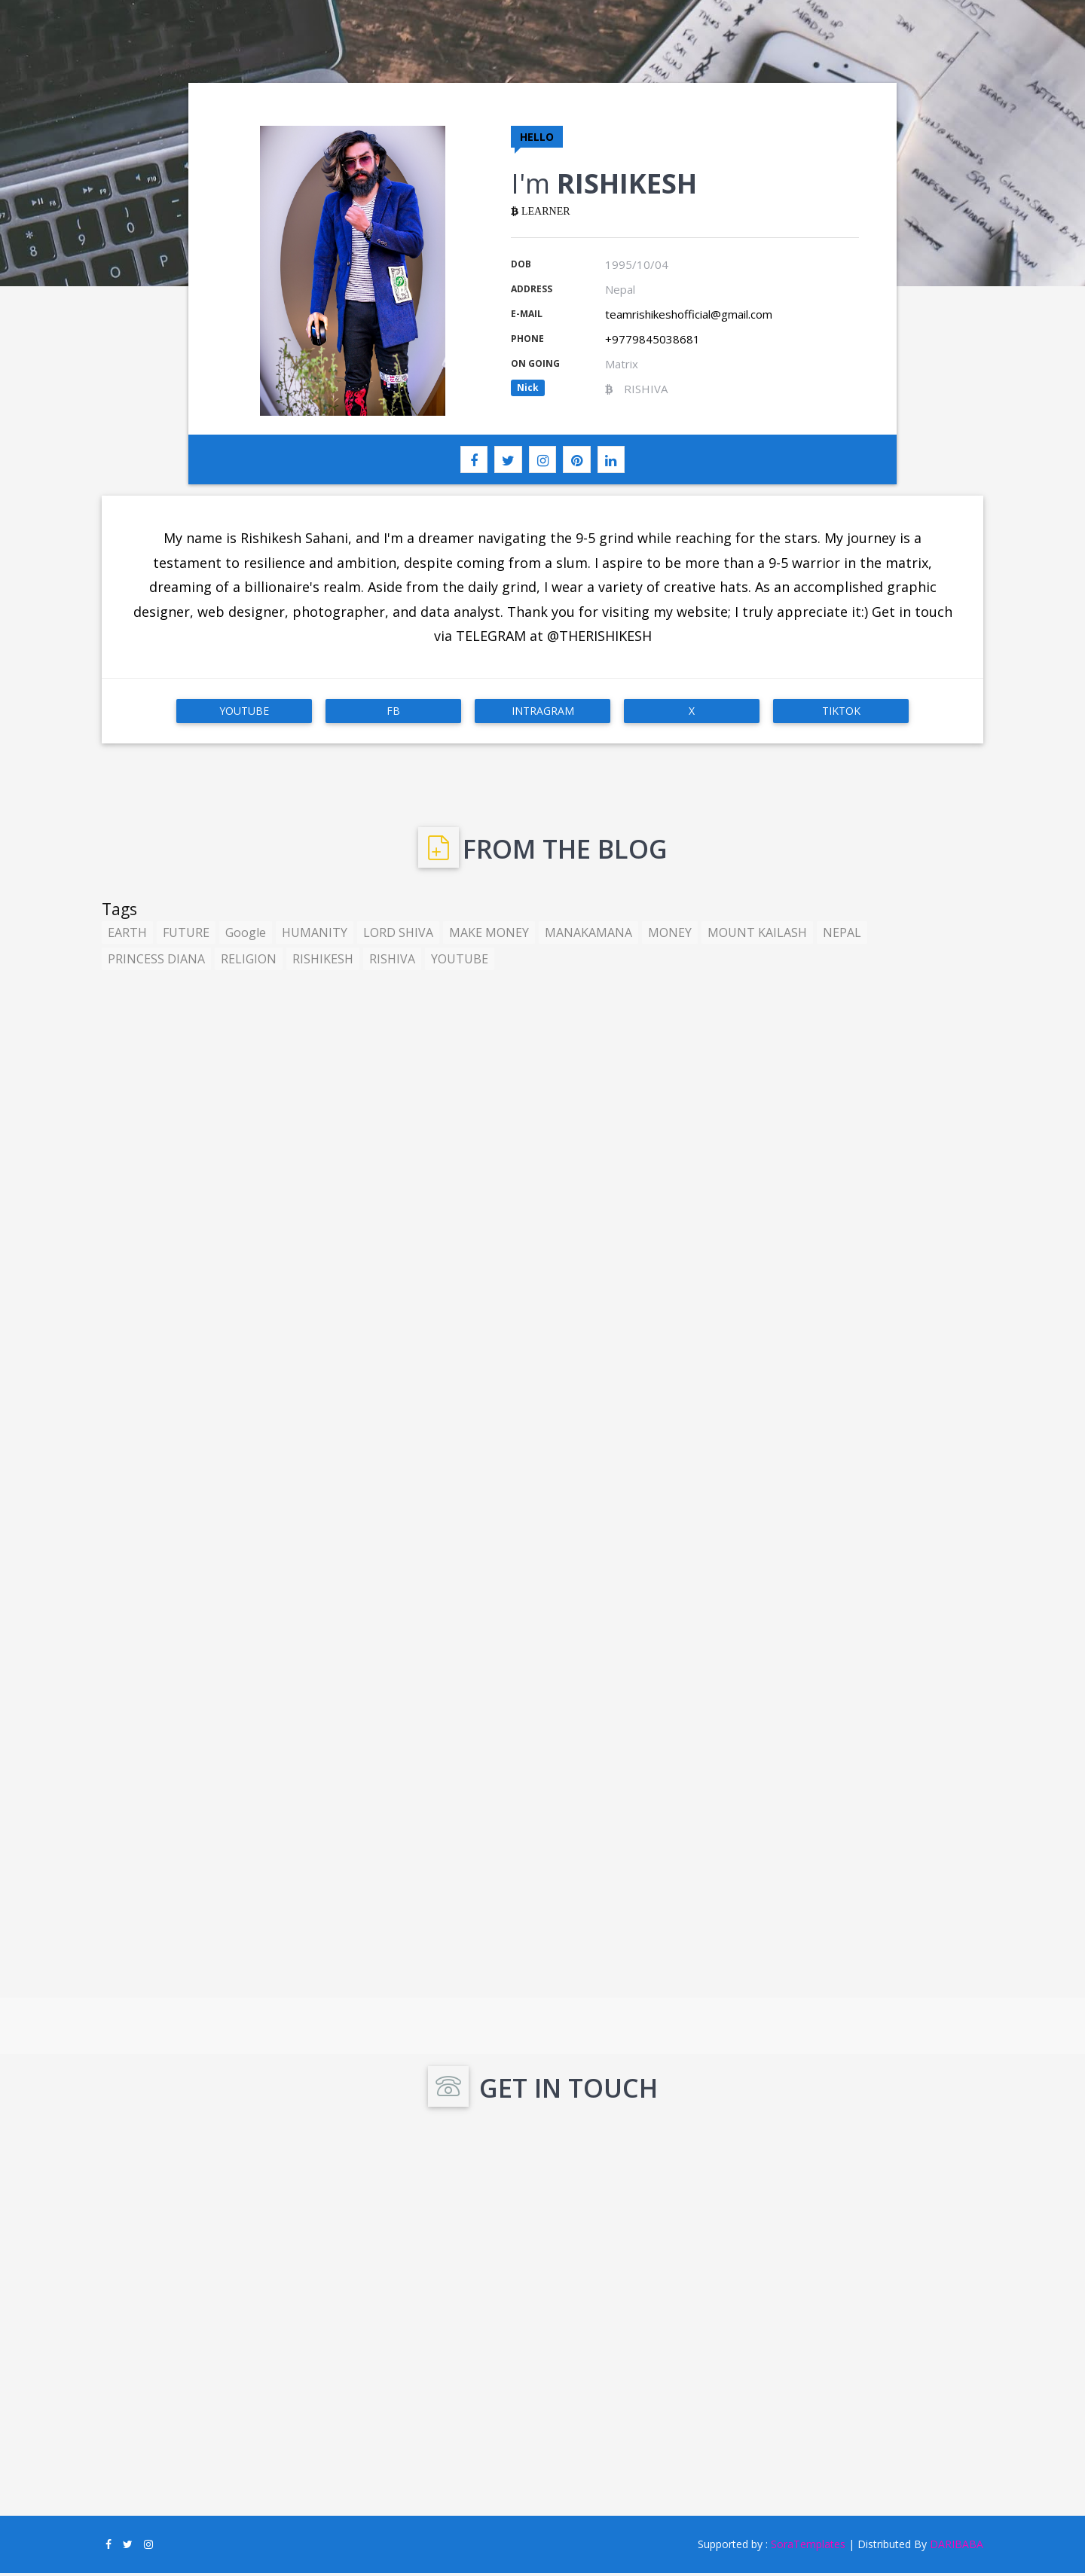 HELLO
I'm RISHIKESH
LEARNER
DOB 1995/10/04
ADDRESS Nepal
E-MAIL teamrishikeshofficial@gmail.com
PHONE +9779845038681
ON GOING Matrix
Nick RISHIVA
My name is Rishikesh Sahani, and I'm a dreamer navigating the 9-5 grind while reaching for the stars. My journey is a
testament to resilience and ambition, despite coming from a slum. I aspire to be more than a 9-5 warrior in the matrix,
dreaming of a billionaire's realm. Aside from the daily grind, I wear a variety of creative hats. As an accomplished graphic
designer, web designer, photographer, and data analyst. Thank you for visiting my website; I truly appreciate it:) Get in touch
via TELEGRAM at @THERISHIKESH
YOUTUBE FB INTRAGRAM X TIKTOK
FROM THE BLOG
Tags
EARTH FUTURE Google HUMANITY LORD SHIVA MAKE MONEY MANAKAMANA MONEY MOUNT KAILASH NEPAL
PRINCESS DIANA RELIGION RISHIKESH RISHIVA YOUTUBE
GET IN TOUCH
Supported by : | Distributed By